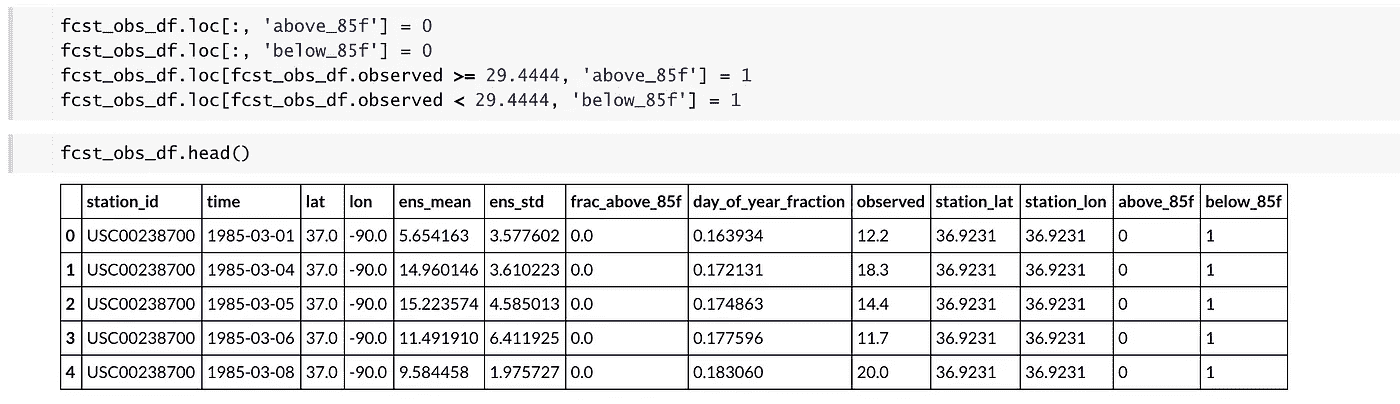 fcst_obs_df.loc[:, 'above_85f'] = 0
fcst_obs_df.loc[:, 'below_85f'] = 0
fcst_obs_df.loc[fcst_obs_df.observed >= 29.4444, 'above_85f'] = 1
fcst_obs_df.loc[fcst_obs_df.observed < 29.4444, 'below_85f'] = 1
fcst_obs_df.head()
station_id time lat lon ens_mean ens_std frac_above_85f day_of_year_fraction observed station_lat station_lon above_85f below_85f
0 USC00238700 1985-03-01 37.0 -90.0 5.654163 3.577602 0.0 0.163934 12.2 36.9231 36.9231 0 1
1 USC00238700 1985-03-04 37.0 -90.0 14.960146 3.610223 0.0 0.172131 18.3 36.9231 36.9231 0 1
2 USC00238700 1985-03-05 37.0 -90.0 15.223574 4.585013 0.0 0.174863 14.4 36.9231 36.9231 0 1
3 USC00238700 1985-03-06 37.0 -90.0 11.491910 6.411925 0.0 0.177596 11.7 36.9231 36.9231 0 1
4 USC00238700 1985-03-08 37.0 -90.0 9.584458 1.975727 0.0 0.183060 20.0 36.9231 36.9231 0 1